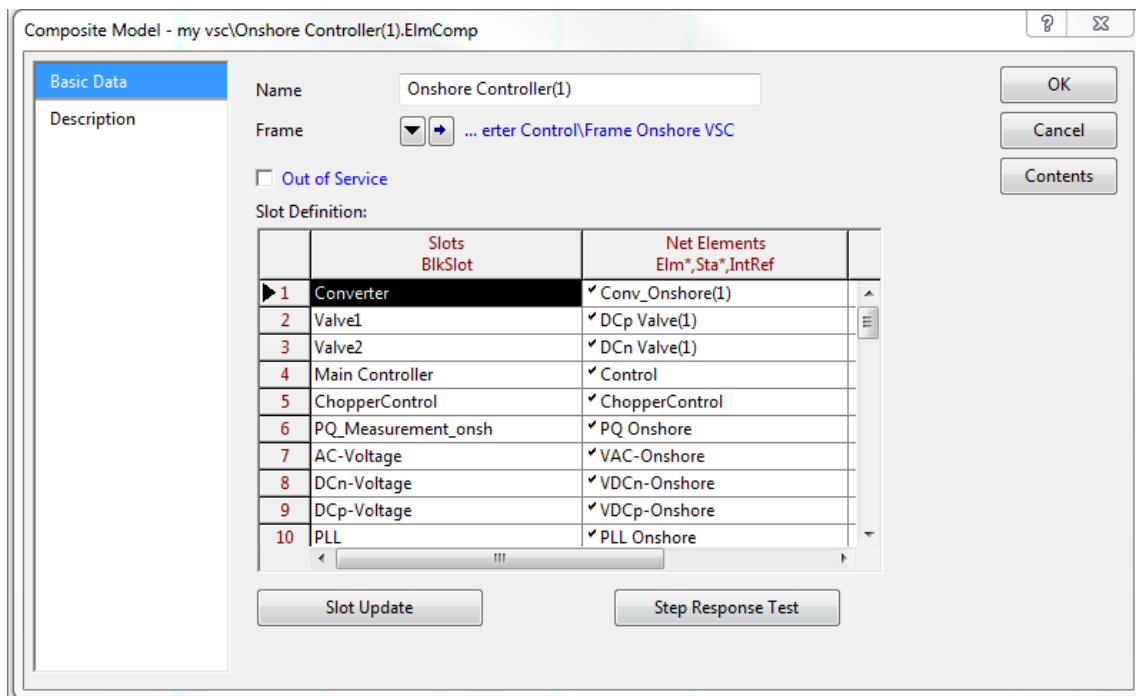 Composite Model - my vsc\Onshore Controller(1).ElmComp
Basic Data
Description
Name
Onshore Controller(1)
Frame
... erter Control\Frame Onshore VSC
Out of Service
Slot Definition:
Slots
BlkSlot
Net Elements
Elm*,Sta*,IntRef
1 Converter Conv_Onshore(1)
2 Valve1 DCp Valve(1)
3 Valve2 DCn Valve(1)
4 Main Controller Control
5 ChopperControl ChopperControl
6 PQ_Measurement_onsh PQ Onshore
7 AC-Voltage VAC-Onshore
8 DCn-Voltage VDCn-Onshore
9 DCp-Voltage VDCp-Onshore
10 PLL PLL Onshore
Slot Update
Step Response Test
OK
Cancel
Contents